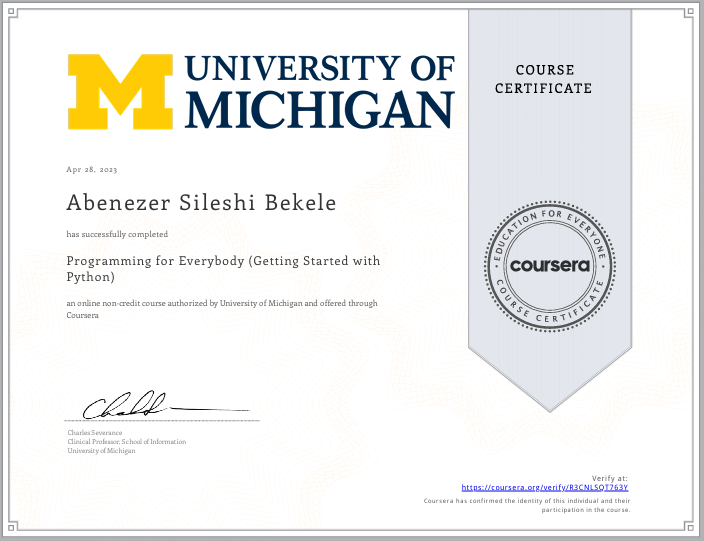 UNIVERSITY OF
MICHIGAN
COURSE
CERTIFICATE
Apr 28, 2023
Abenezer Sileshi Bekele
has successfully completed
Programming for Everybody (Getting Started with
Python)
an online non-credit course authorized by University of Michigan and offered through
Coursera
EDUCATION FOR EVERYONE
coursera
COURSE CERTIFICATE
Charles Severance
Clinical Professor, School of Information
University of Michigan
Verify at:
https://coursera.org/verify/R3CNLSQT763Y
Coursera has confirmed the identity of this individual and their
participation in the course.